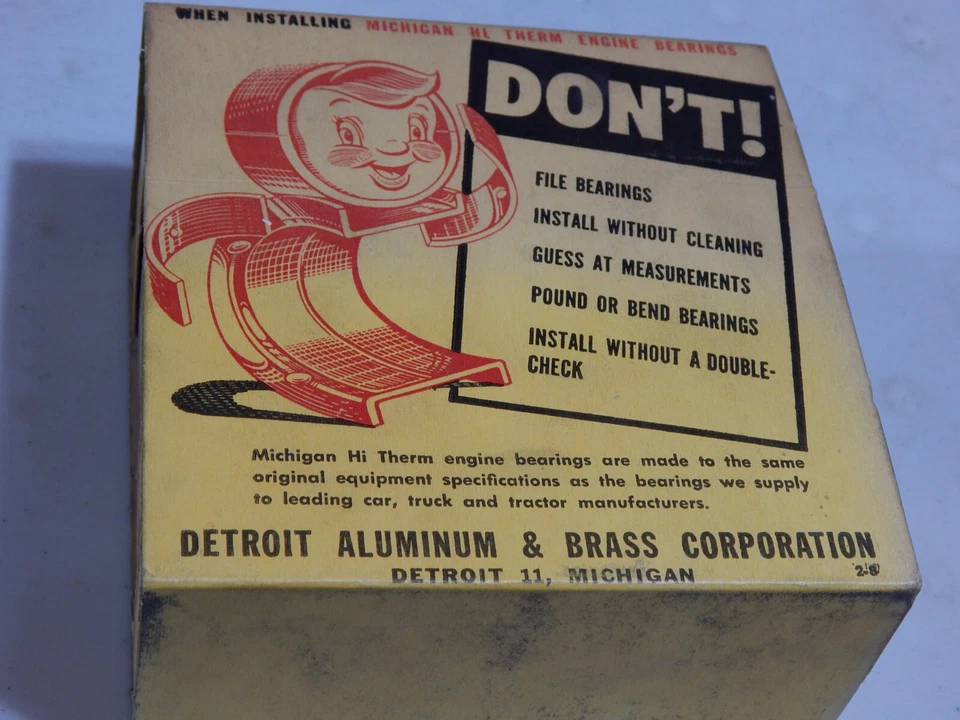 WHEN INSTALLING MICHIGAN HI THERM ENGINE BEARINGS
DON'T!
FILE BEARINGS
INSTALL WITHOUT CLEANING
GUESS AT MEASUREMENTS
POUND OR BEND BEARINGS
INSTALL WITHOUT A DOUBLE-
CHECK
Michigan Hi Therm engine bearings are made to the same
original equipment specifications as the bearings we supply
to leading car, truck and tractor manufacturers.
DETROIT ALUMINUM & BRASS CORPORATION
DETROIT 11, MICHIGAN